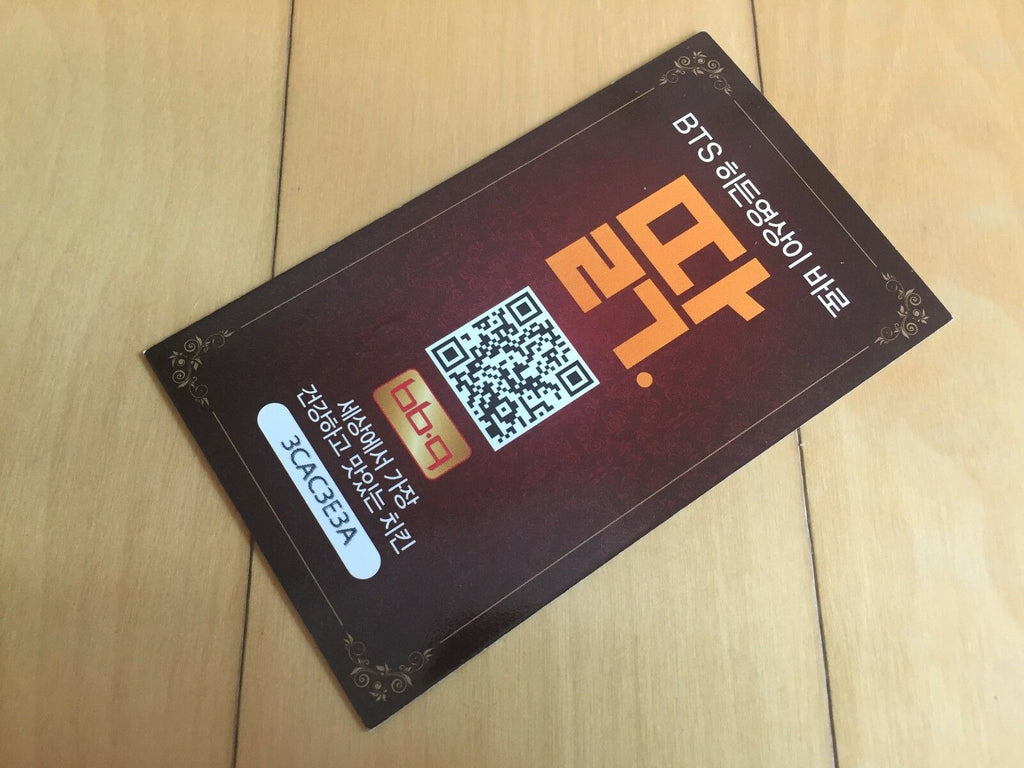 BTS 히든영상이 바로
딹.
bb.q
세상에서 가장
건강하고 맛있는 치킨
3CAC3E3A